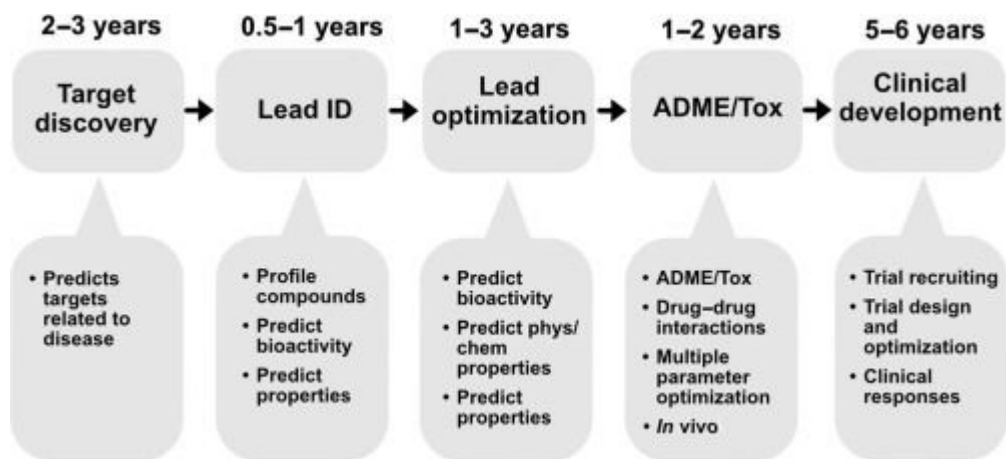 2–3 years
0.5–1 years
1–3 years
1–2 years
5–6 years
Target
discovery
Lead ID
Lead
optimization
ADME/Tox
Clinical
development
• Predicts
targets
related to
disease
• Profile
compounds
• Predict
bioactivity
• Predict
properties
• Predict
bioactivity
• Predict phys/
chem
properties
• Predict
properties
• ADME/Tox
• Drug–drug
interactions
• Multiple
parameter
optimization
• In vivo
• Trial recruiting
• Trial design
and
optimization
• Clinical
responses